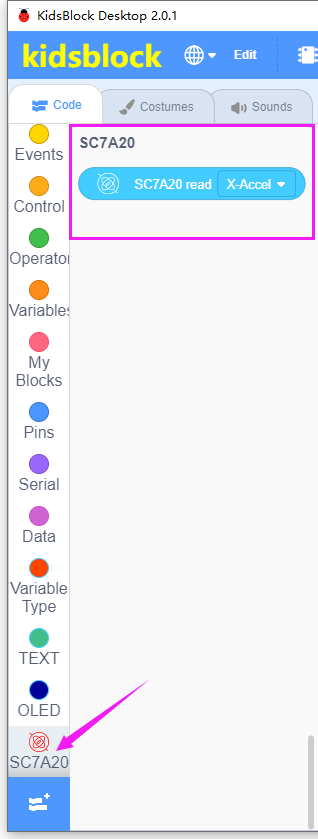 KidsBlock Desktop 2.0.1
kidsblock
Edit
Code
Costumes
Sounds
Events
Control
Operator
Variables
My
Blocks
Pins
Serial
Data
Variable
Type
TEXT
OLED
SC7A20
SC7A20
SC7A20 read X-Accel